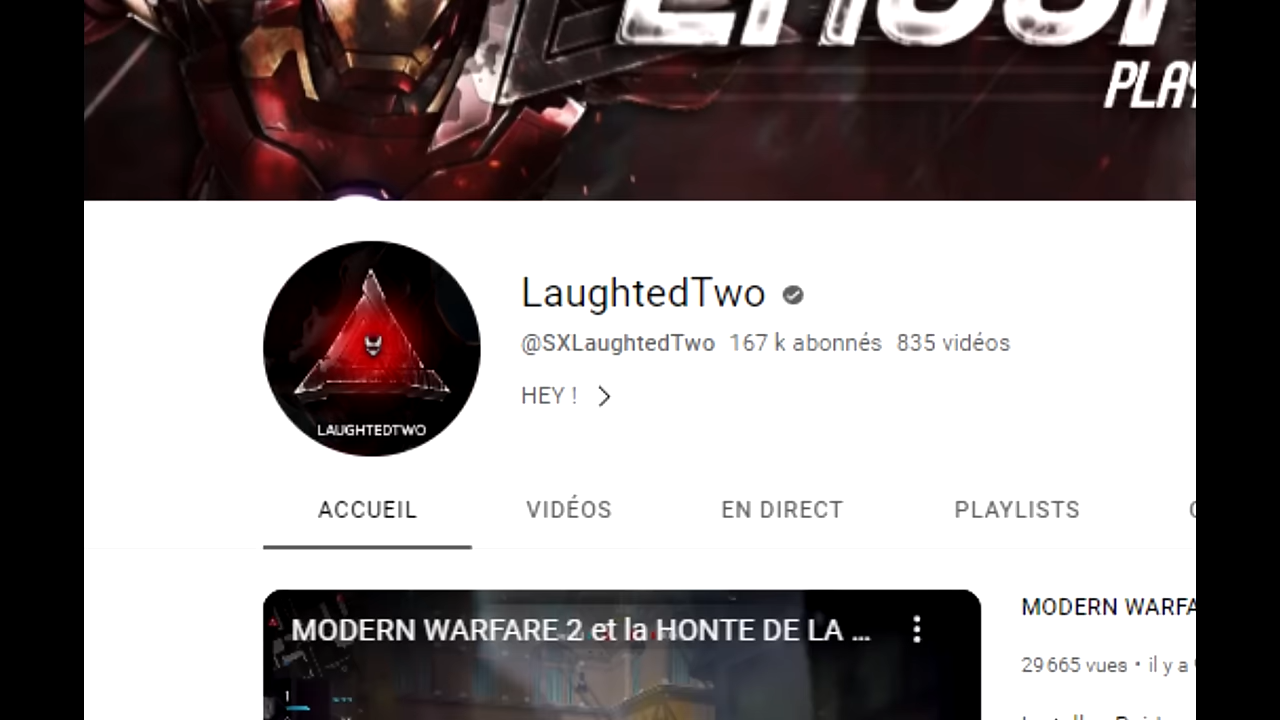 PLAY
LaughtedTwo
@SXLaughtedTwo 167 k abonnés 835 vidéos
HEY !
LAUGHTEDTWO
ACCUEIL VIDÉOS EN DIRECT PLAYLISTS
MODERN WARFARE 2 et la HONTE DE LA ...
MODERN WARFA
29 665 vues • il y a